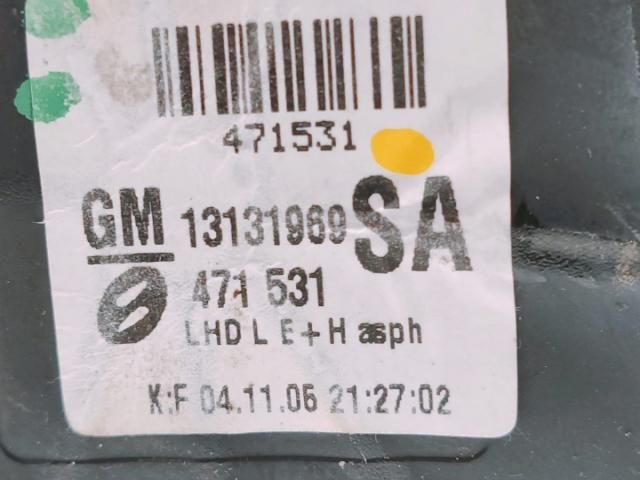 471531
GM 13131969 SA
471 531
LHD L E+H asph
K:F 04.11.06 21:27:02